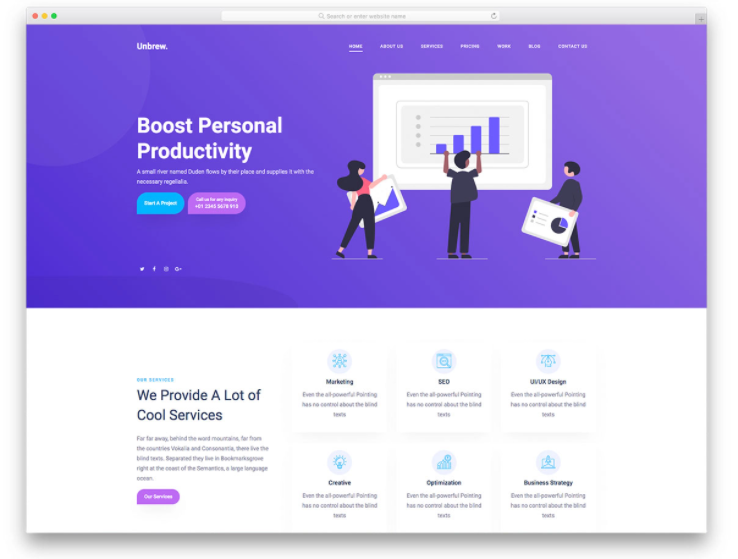 Search or enter website name
Unbrew.
HOME ABOUT US SERVICES PRICING WORK BLOG CONTACT US
Boost Personal
Productivity
A small river named Duden flows by their place and supplies it with the
necessary regelialia.
Start A Project
Call us for any inquiry
+01 2345 5678 910
OUR SERVICES
We Provide A Lot of
Cool Services
Far far away, behind the word mountains, far from
the countries Vokalia and Consonantia, there live the
blind texts. Separated they live in Bookmarksgrove
right at the coast of the Semantics, a large language
ocean.
Our Services
Marketing
Even the all-powerful Pointing
has no control about the blind
texts
SEO
Even the all-powerful Pointing
has no control about the blind
texts
UI/UX Design
Even the all-powerful Pointing
has no control about the blind
texts
Creative
Even the all-powerful Pointing
has no control about the blind
texts
Optimization
Even the all-powerful Pointing
has no control about the blind
texts
Business Strategy
Even the all-powerful Pointing
has no control about the blind
texts